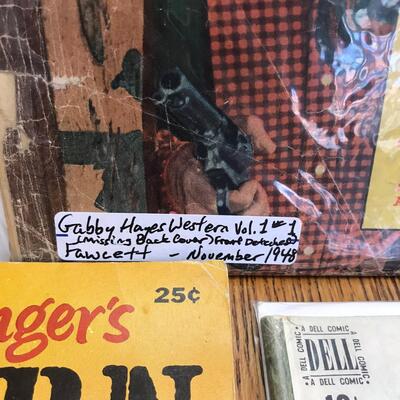 Gabby Hayes Western Vol. 1 # 1
(missing Back Cover) Front Detached
Fawcett - November 1948
25¢
nger's
A DELL COMIC
DELL
A DELL COMIC